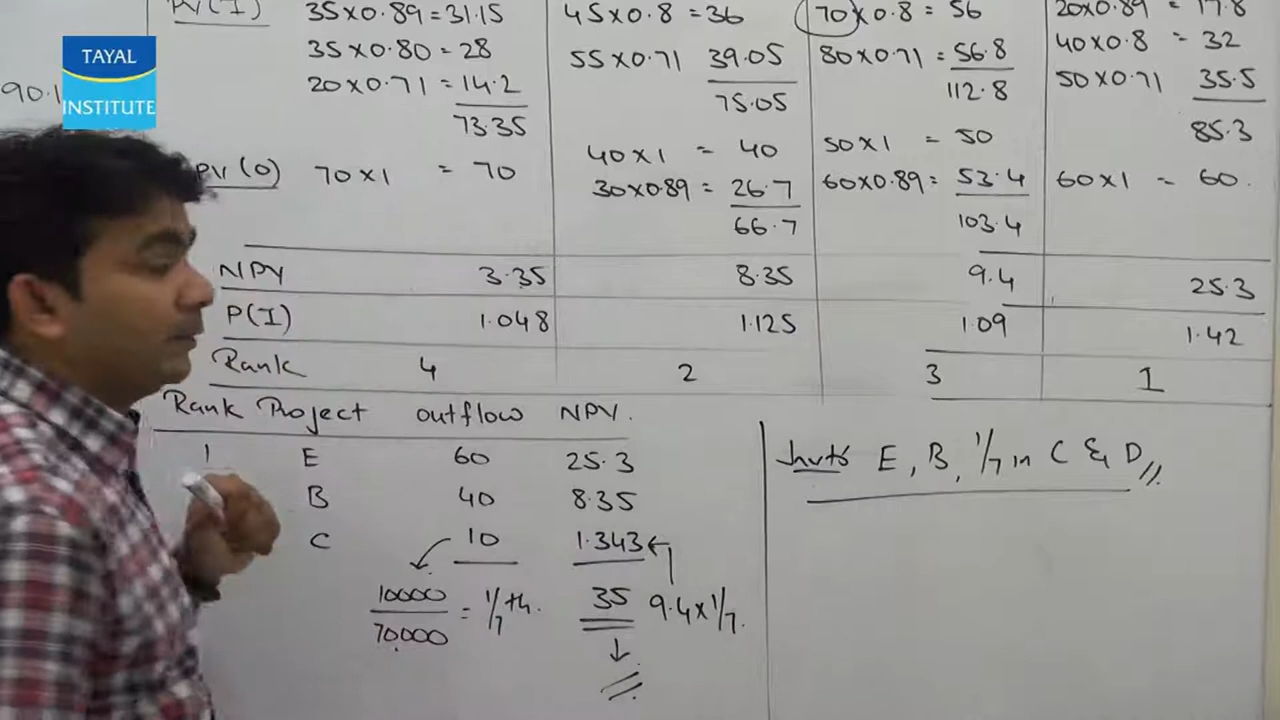 PV(I)
35×0.89=31.15
35×0.80=28
20×0.71=14.2
73.35
45×0.8=36
55×0.71 39.05
75.05
70×0.8=56
80×0.71=56.8
112.8
20×0.89=17.8
40×0.8=32
50×0.71 35.5
85.3
90.1
TAYAL
INSTITUTE
PV(O) 70×1=70
40×1=40
30×0.89=26.7
66.7
50×1=50
60×0.89=53.4
103.4
60×1=60.
NPV 3.35 8.35 9.4 25.3
P(I) 1.048 1.125 1.09 1.42
Rank 4 2 3 1
Rank Project outflow NPV.
1 E 60 25.3
B 40 8.35
C 10 1.343
10000/70,000 = 1/7th. 35 9.4×1/7.
E, B, 1/7 in C & D